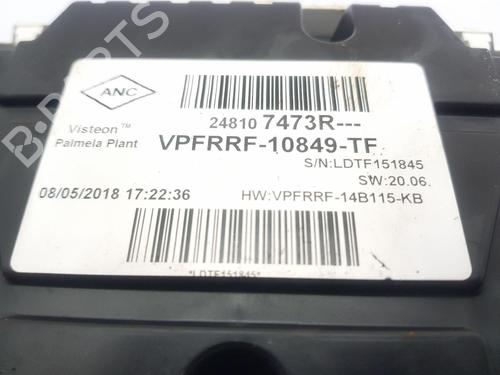 B-PARTS
ANC
Visteon™
Palmela Plant
24810 7473R---
VPFRRF-10849-TF
S/N:LDTF151845
SW:20.06.
08/05/2018 17:22:36
HW:VPFRRF-14B115-KB
*LDTF151845*